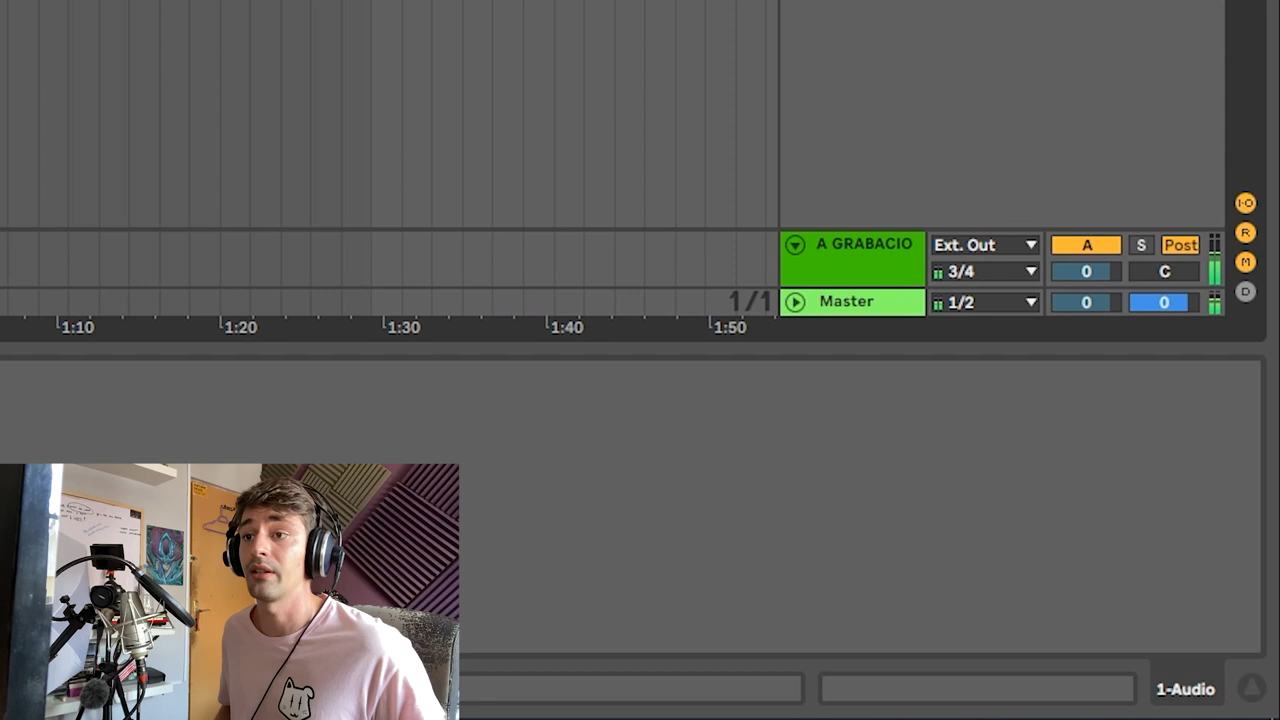 A GRABACIO
Ext. Out
A
S
Post
I·O
3/4
0
C
R
M
1/1
Master
1/2
0
0
D
1:10
1:20
1:30
1:40
1:50
1-Audio